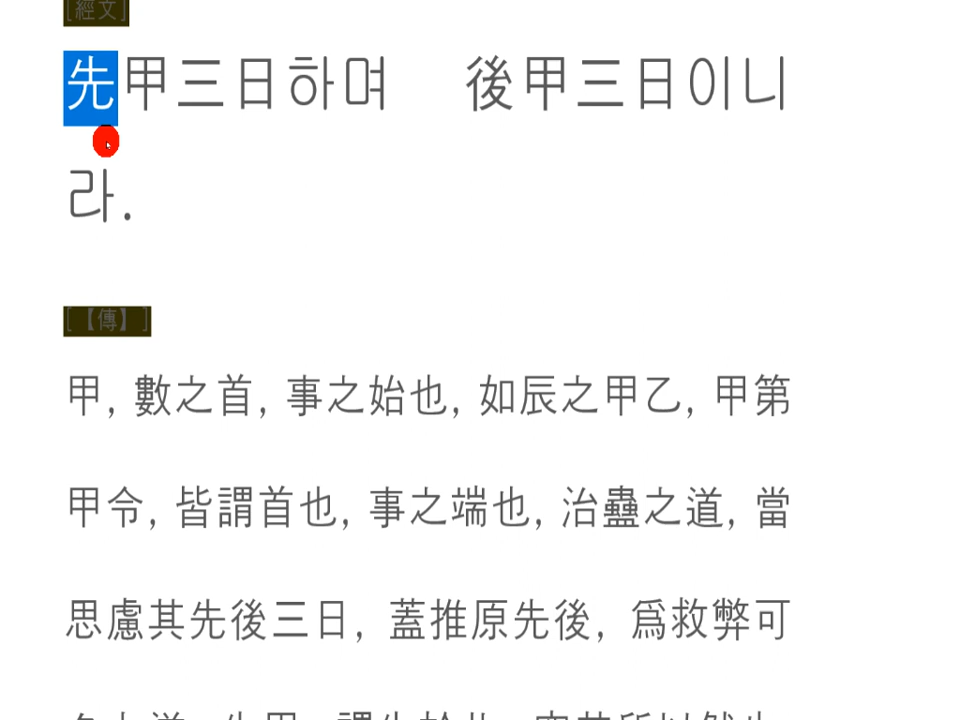 [經文]
先甲三日하며 後甲三日이니
라.
[【傳】]
甲, 數之首, 事之始也, 如辰之甲乙, 甲第
甲令, 皆謂首也, 事之端也, 治蠱之道, 當
思慮其先後三日, 蓋推原先後, 爲救弊可